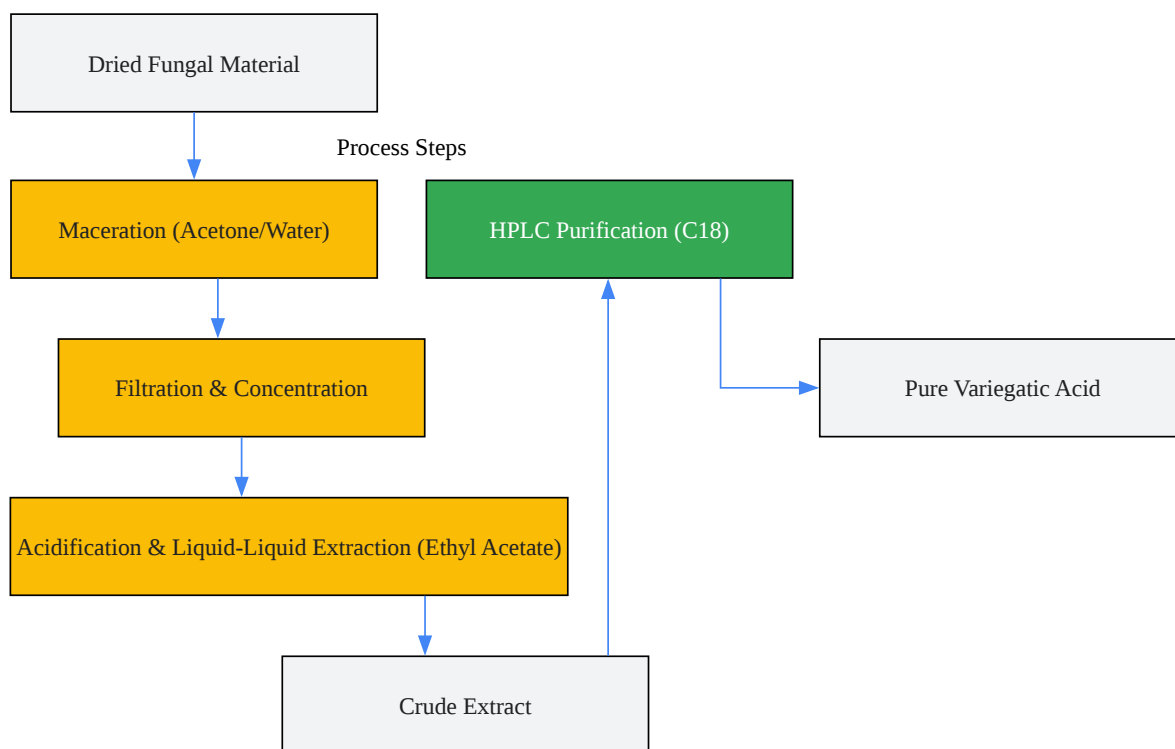 Dried Fungal Material
Process Steps
Maceration (Acetone/Water)
HPLC Purification (C18)
Filtration & Concentration
Pure Variegatic Acid
Acidification & Liquid-Liquid Extraction (Ethyl Acetate)
Crude Extract